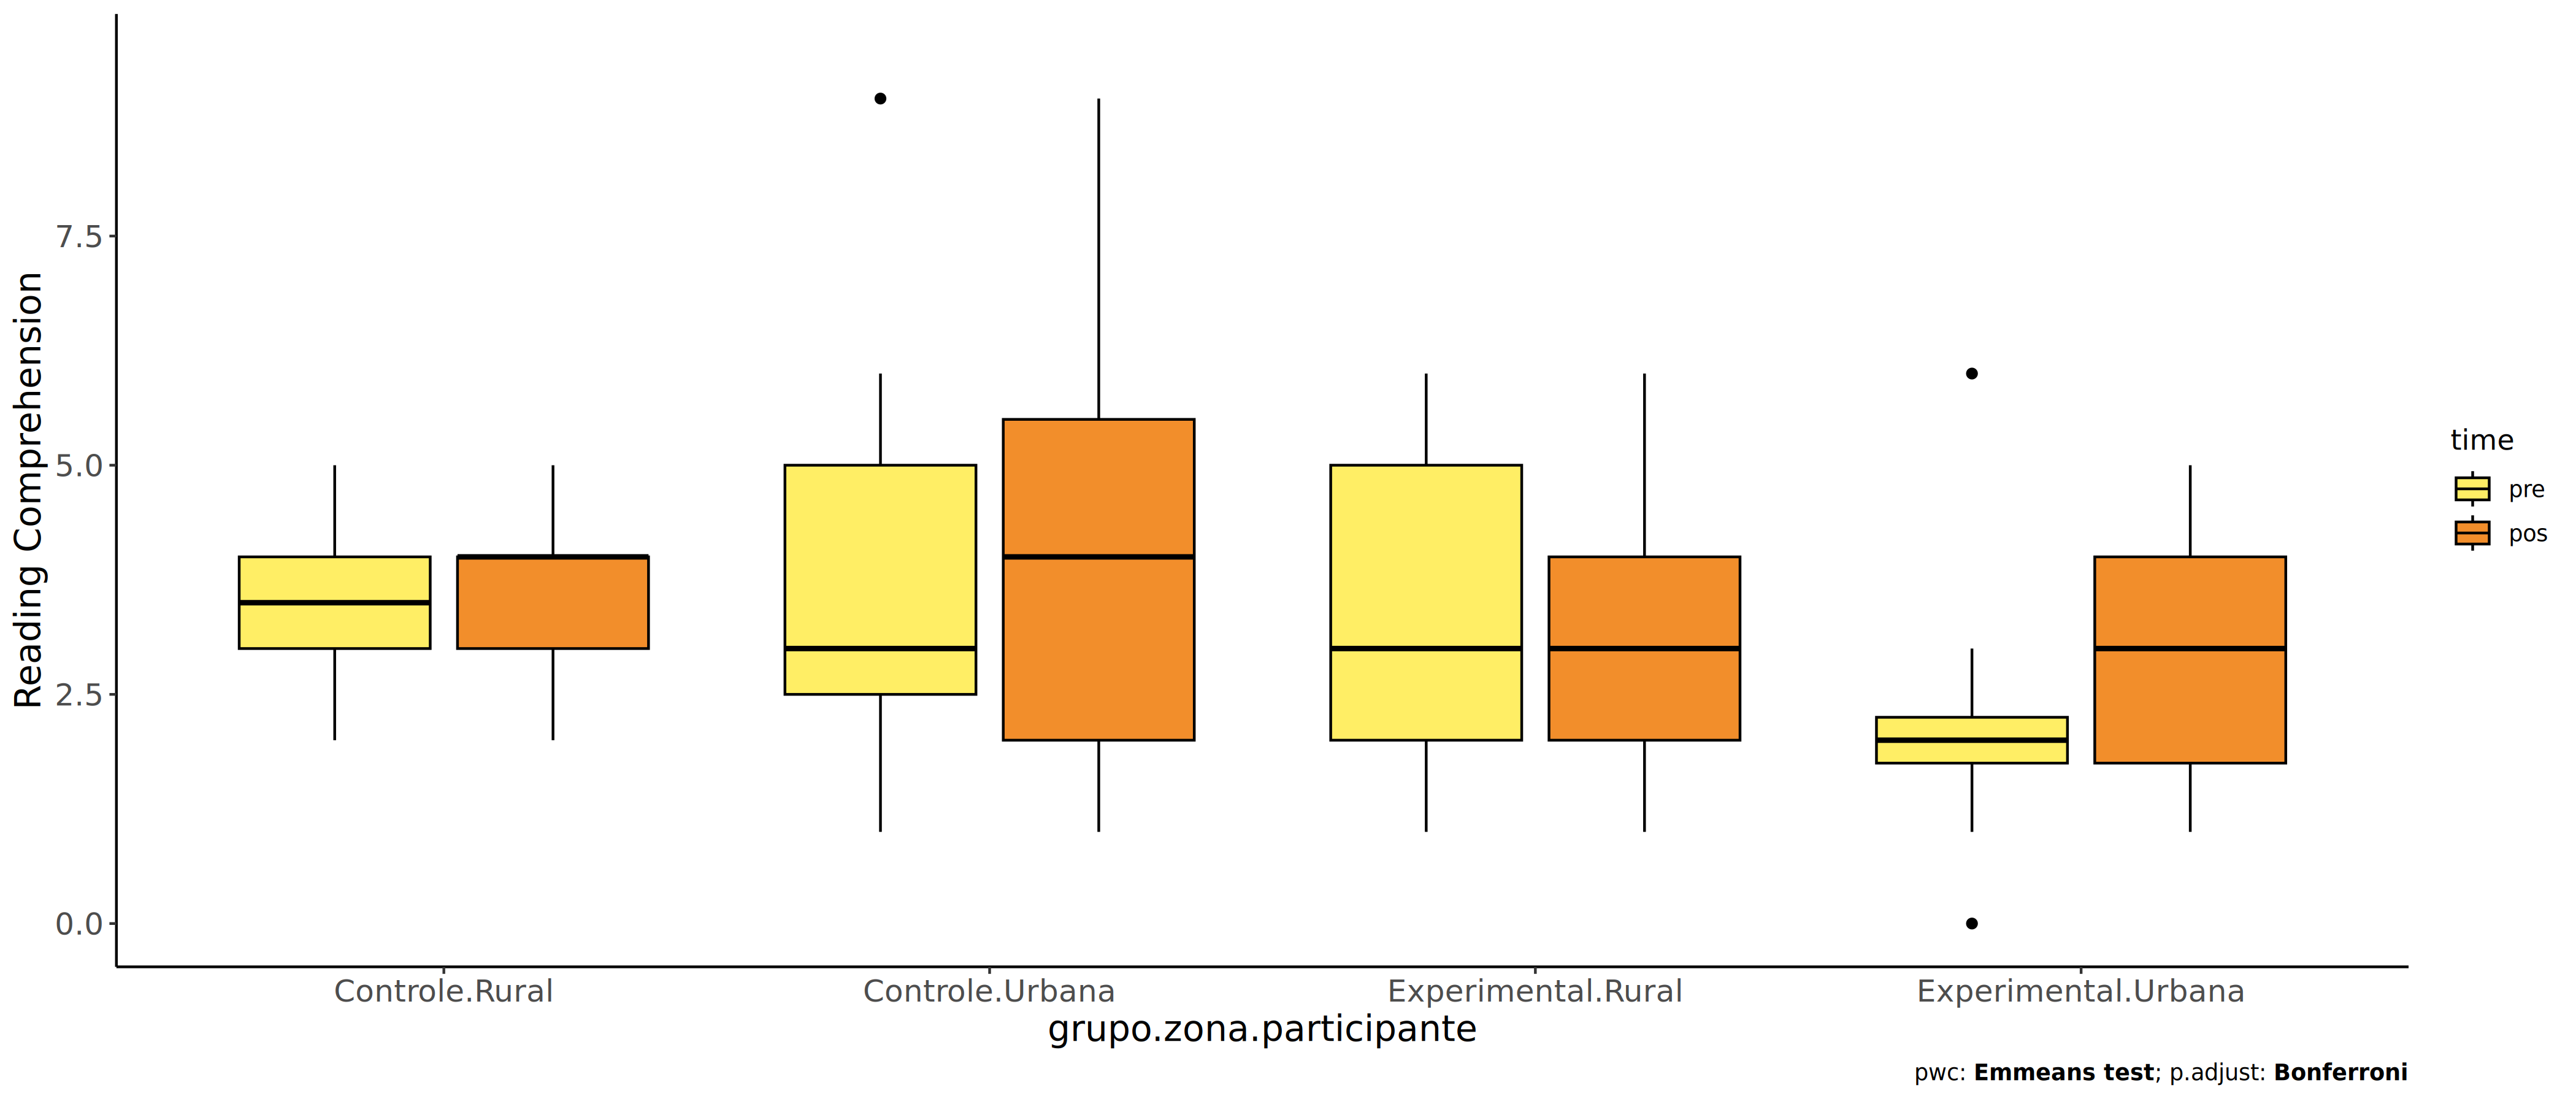 Reading Comprehension
7.5
5.0
2.5
0.0
Controle.Rural
Controle.Urbana
Experimental.Rural
Experimental.Urbana
grupo.zona.participante
time
pre
pos
pwc: Emmeans test; p.adjust: Bonferroni